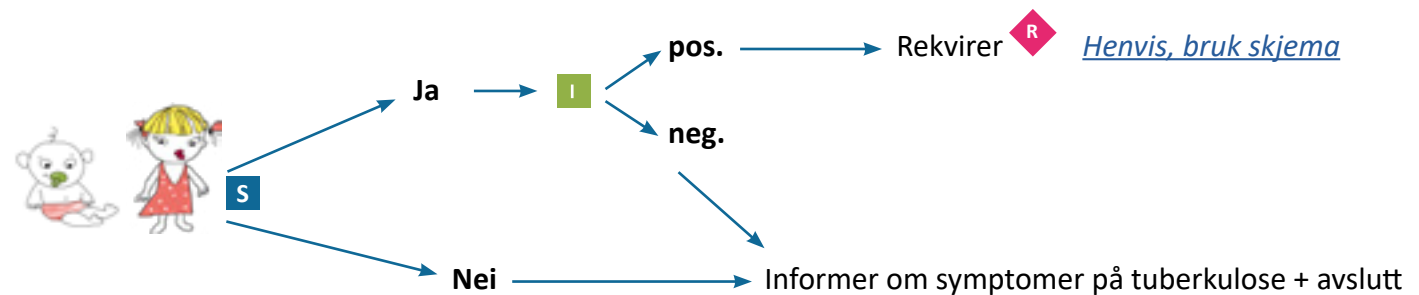 pos. Rekvirer R Henvis, bruk skjema
Ja I
neg.
S
Nei Informer om symptomer på tuberkulose + avslutt